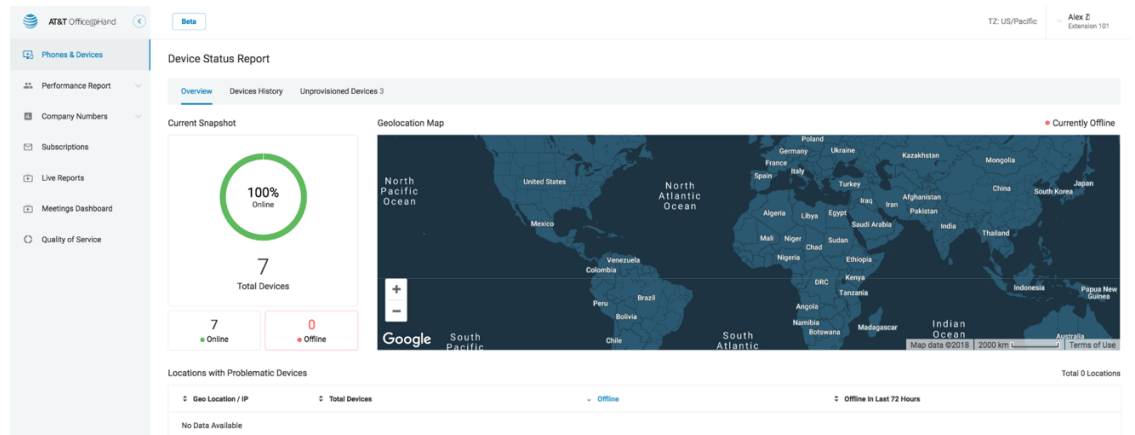 AT&T Office@Hand
Beta
TZ: US/Pacific
Alex Z
Extension 101
Phones & Devices
Performance Report
Company Numbers
Subscriptions
Live Reports
Meetings Dashboard
Quality of Service
Device Status Report
Overview
Devices History
Unprovisioned Devices 3
Current Snapshot
100%
Online
7
Total Devices
7
Online
0
Offline
Geolocation Map
Currently Offline
Poland
Germany
Ukraine
Kazakhstan
Mongolia
France
Italy
Spain
Turkey
North
Pacific
Ocean
United States
North
Atlantic
Ocean
China
Japan
South Korea
Iraq
Iran
Afghanistan
Pakistan
Algeria
Libya
Egypt
Saudi Arabia
India
Thailand
Mexico
Mali
Niger
Chad
Sudan
Nigeria
Ethiopia
Venezuela
Colombia
DRC
Kenya
Tanzania
Indonesia
Papua New
Guinea
Peru
Brazil
Bolivia
Angola
Namibia
Botswana
Madagascar
Indian
Ocean
Australia
Chile
South
Pacific
South
Atlantic
+
−
Google
Map data ©2018
2000 km
Terms of Use
Locations with Problematic Devices
Total 0 Locations
Geo Location / IP
Total Devices
Offline
Offline In Last 72 Hours
No Data Available